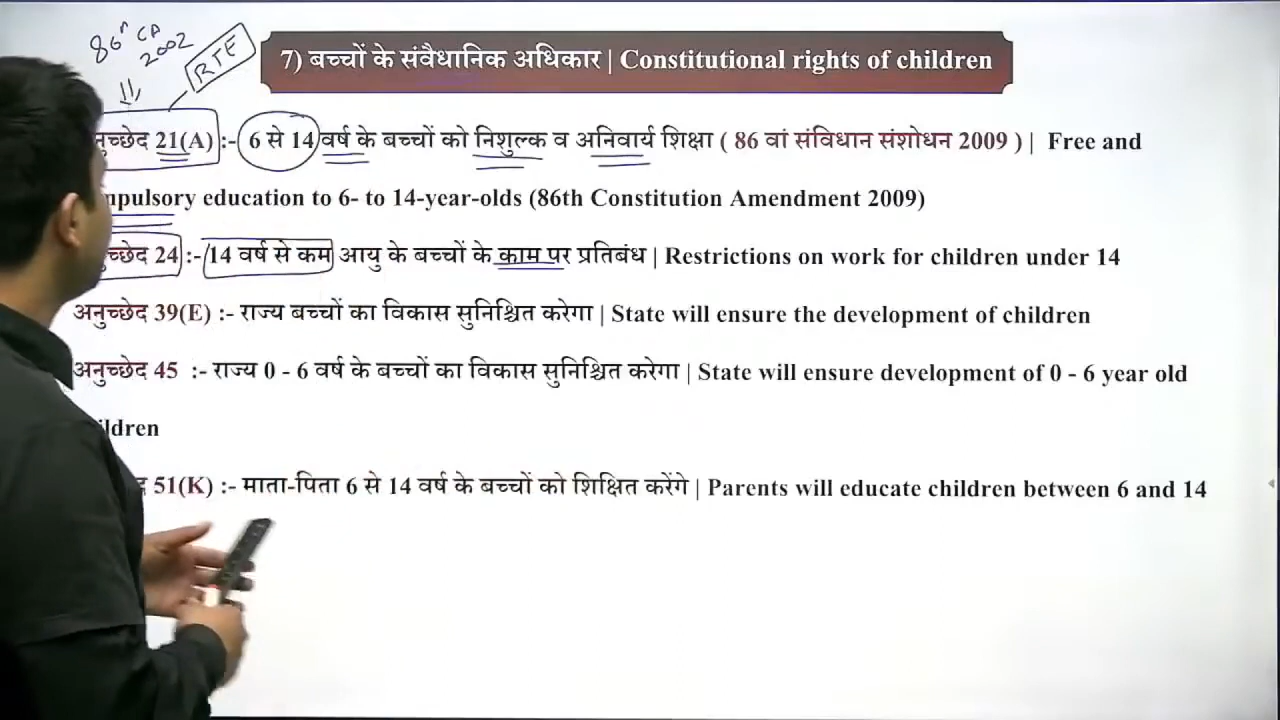 86ⁿ CA
2002
RTE
7) बच्चों के संवैधानिक अधिकार | Constitutional rights of children
21(A) :- 6 से 14 वर्ष के बच्चों को निशुल्क व अनिवार्य शिक्षा ( 86 वां संविधान संशोधन 2009 ) | Free and
education to 6- to 14-year-olds (86th Constitution Amendment 2009)
24 :- 14 वर्ष से कम आयु के बच्चों के काम पर प्रतिबंध | Restrictions on work for children under 14
अनुच्छेद 39(E) :- राज्य बच्चों का विकास सुनिश्चित करेगा | State will ensure the development of children
अनुच्छेद 45 :- राज्य 0 - 6 वर्ष के बच्चों का विकास सुनिश्चित करेगा | State will ensure development of 0 - 6 year old
51(K) :- माता-पिता 6 से 14 वर्ष के बच्चों को शिक्षित करेंगे | Parents will educate children between 6 and 14